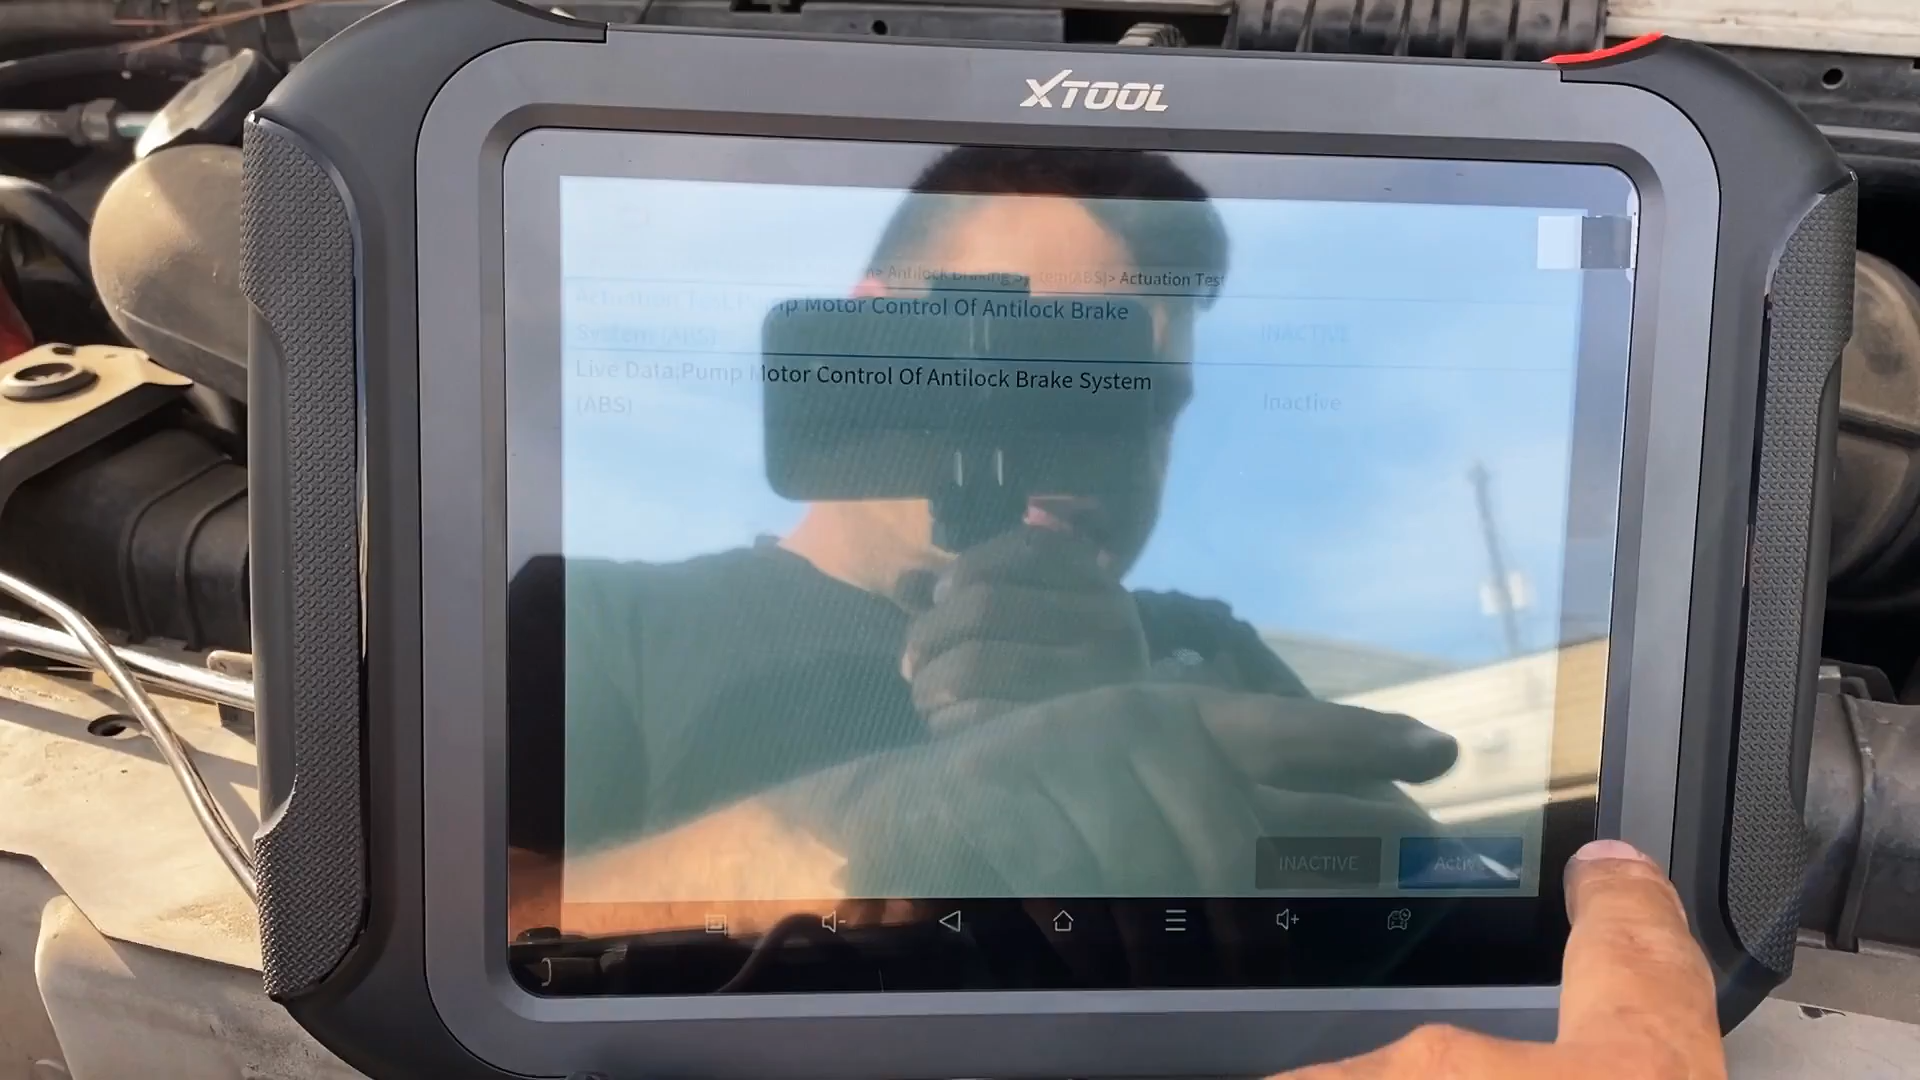 XTOOL
n> Antilock Braking System(ABS)> Actuation Test
Actuation Test:Pump Motor Control Of Antilock Brake
System (ABS)
INACTIVE
Live Data:Pump Motor Control Of Antilock Brake System
(ABS)
Inactive
INACTIVE
Activ